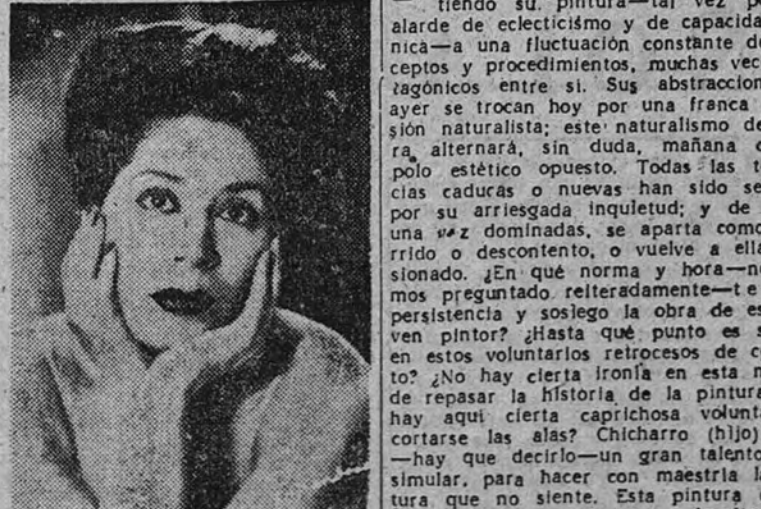 tiendo su pintura—tal vez
alarde de eclecticismo y de capacida
nica—a una fluctuación constante de
ceptos y procedimientos, muchas vec
tagónicos entre si. Sus abstraccion
ayer se trocan hoy por una franca
sión naturalista; este naturalismo de
ra alternará, sin duda, mañana
polo estético opuesto. Todas las t
cias caducas o nuevas han sido se
por su arriesgada inquietud; y de
una vez dominadas, se aparta como
rrido o descontento, o vuelve a ella
sionado. ¿En qué norma y hora—n
mos preguntado reiteradamente—t e
persistencia y sosiego la obra de es
ven pintor? ¿Hasta qué punto es s
en estos voluntarios retrocesos de c
to? ¿No hay cierta ironía en esta m
de repasar la historia de la pintura
hay aquí cierta caprichosa volunta
cortarse las alas? Chicharro (hijo)
—hay que decirlo—un gran talento
simular, para hacer con maestría la
tura que no siente. Esta pintura